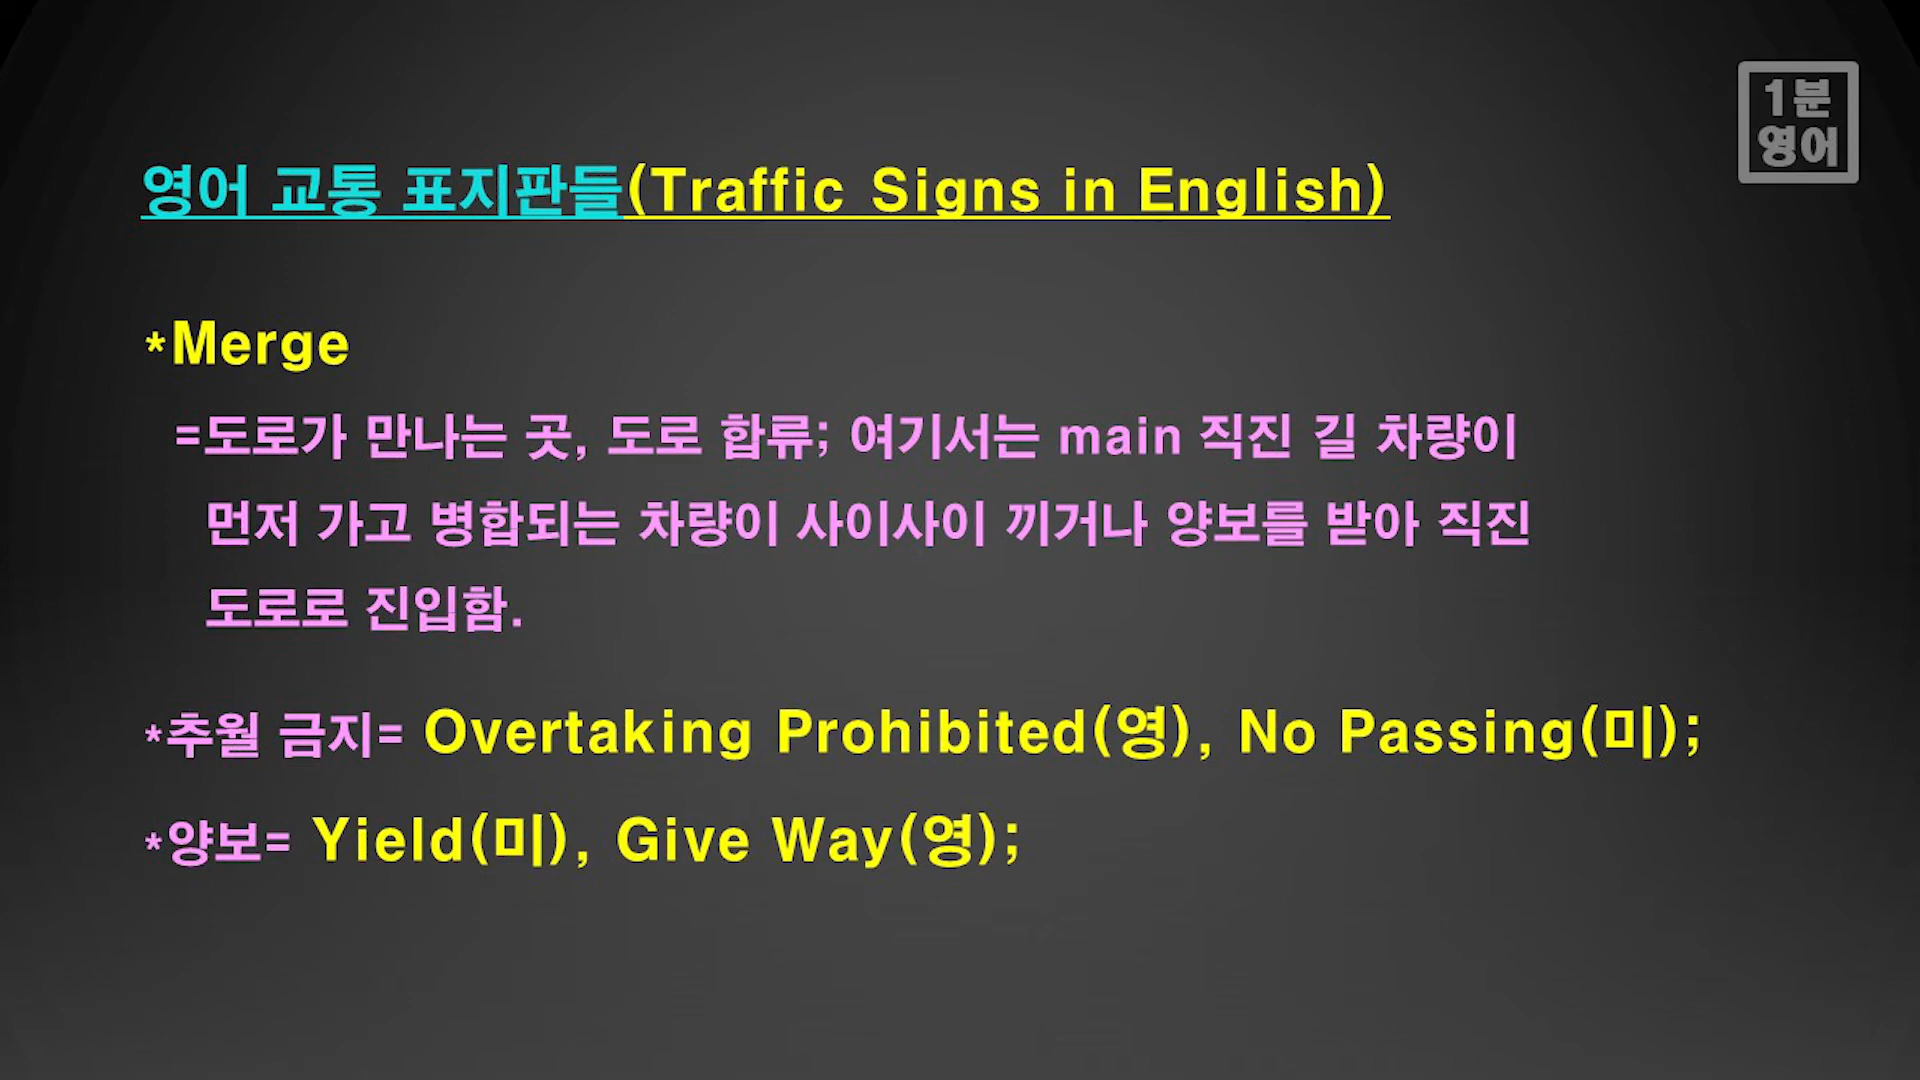 1분
영어
영어 교통 표지판들(Traffic Signs in English)
*Merge
=도로가 만나는 곳, 도로 합류; 여기서는 main 직진 길 차량이
먼저 가고 병합되는 차량이 사이사이 끼거나 양보를 받아 직진
도로로 진입함.
*추월 금지= Overtaking Prohibited(영), No Passing(미);
*양보= Yield(미), Give Way(영);